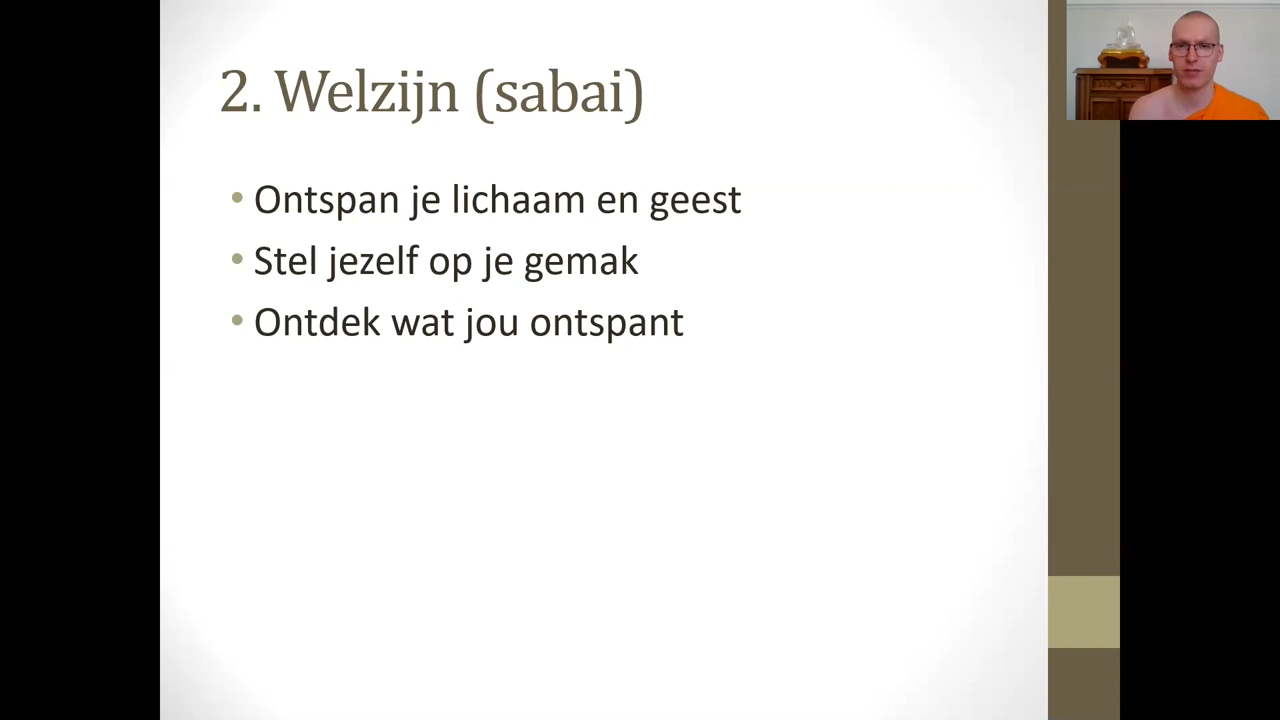 2. Welzijn (sabai)
• Ontspan je lichaam en geest
• Stel jezelf op je gemak
• Ontdek wat jou ontspant